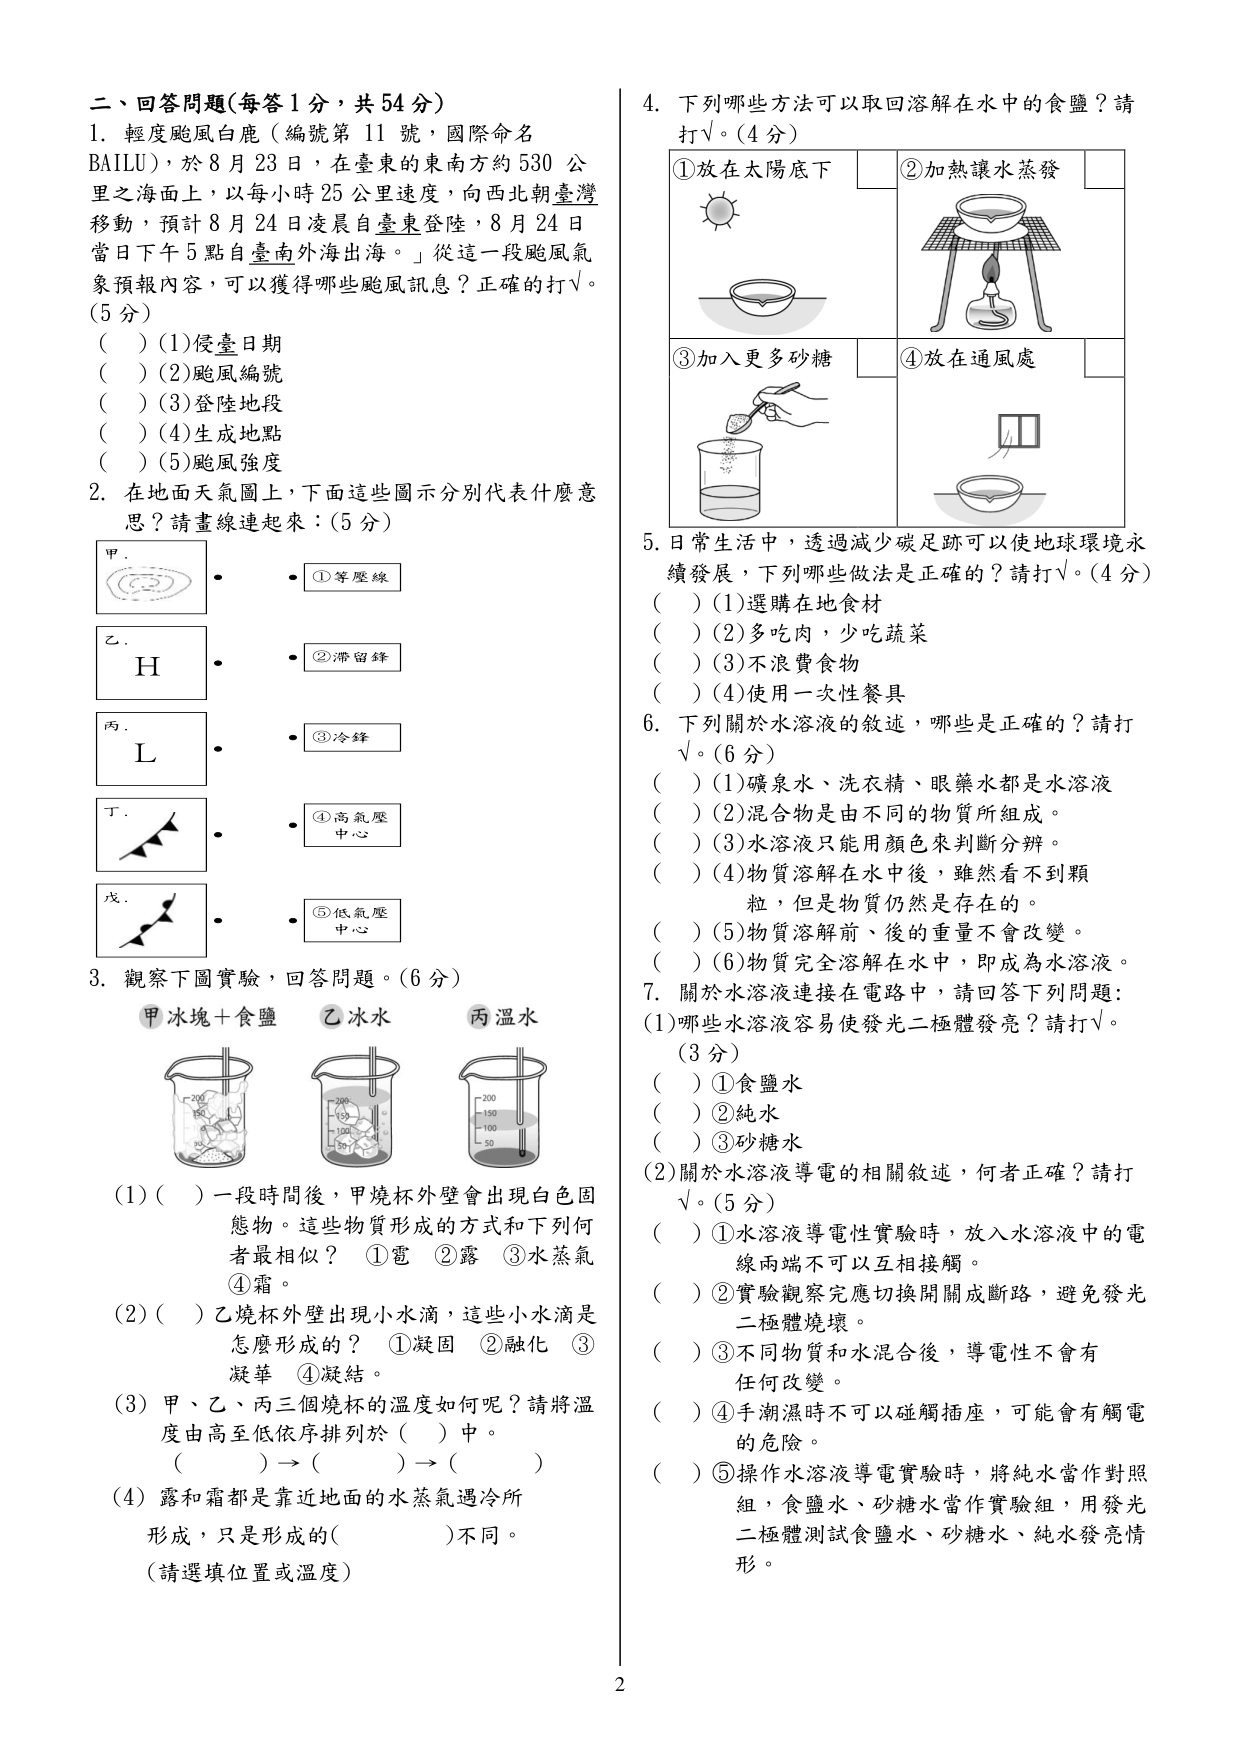 二、回答問題(每答1分，共54分)
1. 輕度颱風白鹿（編號第 11 號，國際命名
BAILU），於8月23日，在臺東的東南方約530 公
里之海面上，以每小時25公里速度，向西北朝臺灣
移動，預計8月24日凌晨自臺東登陸，8月24日
當日下午5點自臺南外海出海。」從這一段颱風氣
象預報內容，可以獲得哪些颱風訊息？正確的打√。
(5分)
(　) (1)侵臺日期
(　) (2)颱風編號
(　) (3)登陸地段
(　) (4)生成地點
(　) (5)颱風強度
2. 在地面天氣圖上，下面這些圖示分別代表什麼意
思？請畫線連起來：(5分)
甲.
①等壓線
乙.
H
②滯留鋒
丙.
L
③冷鋒
丁.
④高氣壓
中心
戊.
⑤低氣壓
中心
3. 觀察下圖實驗，回答問題。(6分)
甲 冰塊＋食鹽　乙 冰水　丙 溫水
200
150
50
200
150
100
50
200
150
100
50
(1) (　) 一段時間後，甲燒杯外壁會出現白色固
態物。這些物質形成的方式和下列何
者最相似？　①雹　②露　③水蒸氣
④霜。
(2) (　) 乙燒杯外壁出現小水滴，這些小水滴是
怎麼形成的？　①凝固　②融化　③
凝華　④凝結。
(3) 甲、乙、丙三個燒杯的溫度如何呢？請將溫
度由高至低依序排列於（　）中。
(　　　)→(　　　)→(　　　)
(4) 露和霜都是靠近地面的水蒸氣遇冷所
形成，只是形成的(　　　　)不同。
(請選填位置或溫度)
4. 下列哪些方法可以取回溶解在水中的食鹽？請
打√。(4分)
①放在太陽底下
②加熱讓水蒸發
③加入更多砂糖
④放在通風處
5. 日常生活中，透過減少碳足跡可以使地球環境永
續發展，下列哪些做法是正確的？請打√。(4分)
(　) (1)選購在地食材
(　) (2)多吃肉，少吃蔬菜
(　) (3)不浪費食物
(　) (4)使用一次性餐具
6. 下列關於水溶液的敘述，哪些是正確的？請打
√。(6分)
(　) (1)礦泉水、洗衣精、眼藥水都是水溶液
(　) (2)混合物是由不同的物質所組成。
(　) (3)水溶液只能用顏色來判斷分辨。
(　) (4)物質溶解在水中後，雖然看不到顆
粒，但是物質仍然是存在的。
(　) (5)物質溶解前、後的重量不會改變。
(　) (6)物質完全溶解在水中，即成為水溶液。
7. 關於水溶液連接在電路中，請回答下列問題:
(1)哪些水溶液容易使發光二極體發亮？請打√。
(3分)
(　) ①食鹽水
(　) ②純水
(　) ③砂糖水
(2)關於水溶液導電的相關敘述，何者正確？請打
√。(5分)
(　) ①水溶液導電性實驗時，放入水溶液中的電
線兩端不可以互相接觸。
(　) ②實驗觀察完應切換開關成斷路，避免發光
二極體燒壞。
(　) ③不同物質和水混合後，導電性不會有
任何改變。
(　) ④手潮濕時不可以碰觸插座，可能會有觸電
的危險。
(　) ⑤操作水溶液導電實驗時，將純水當作對照
組，食鹽水、砂糖水當作實驗組，用發光
二極體測試食鹽水、砂糖水、純水發亮情
形。
2